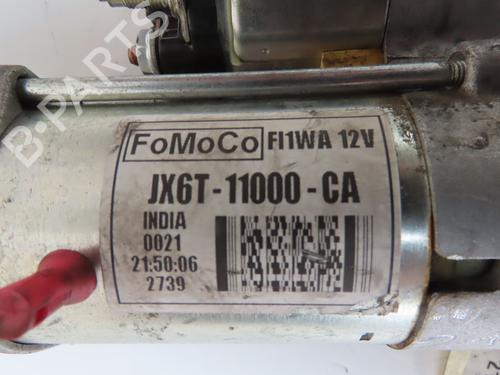 FoMoCo FI1WA 12V
JX6T-11000-CA
INDIA
0021
21:50:06
2739
B-PARTS